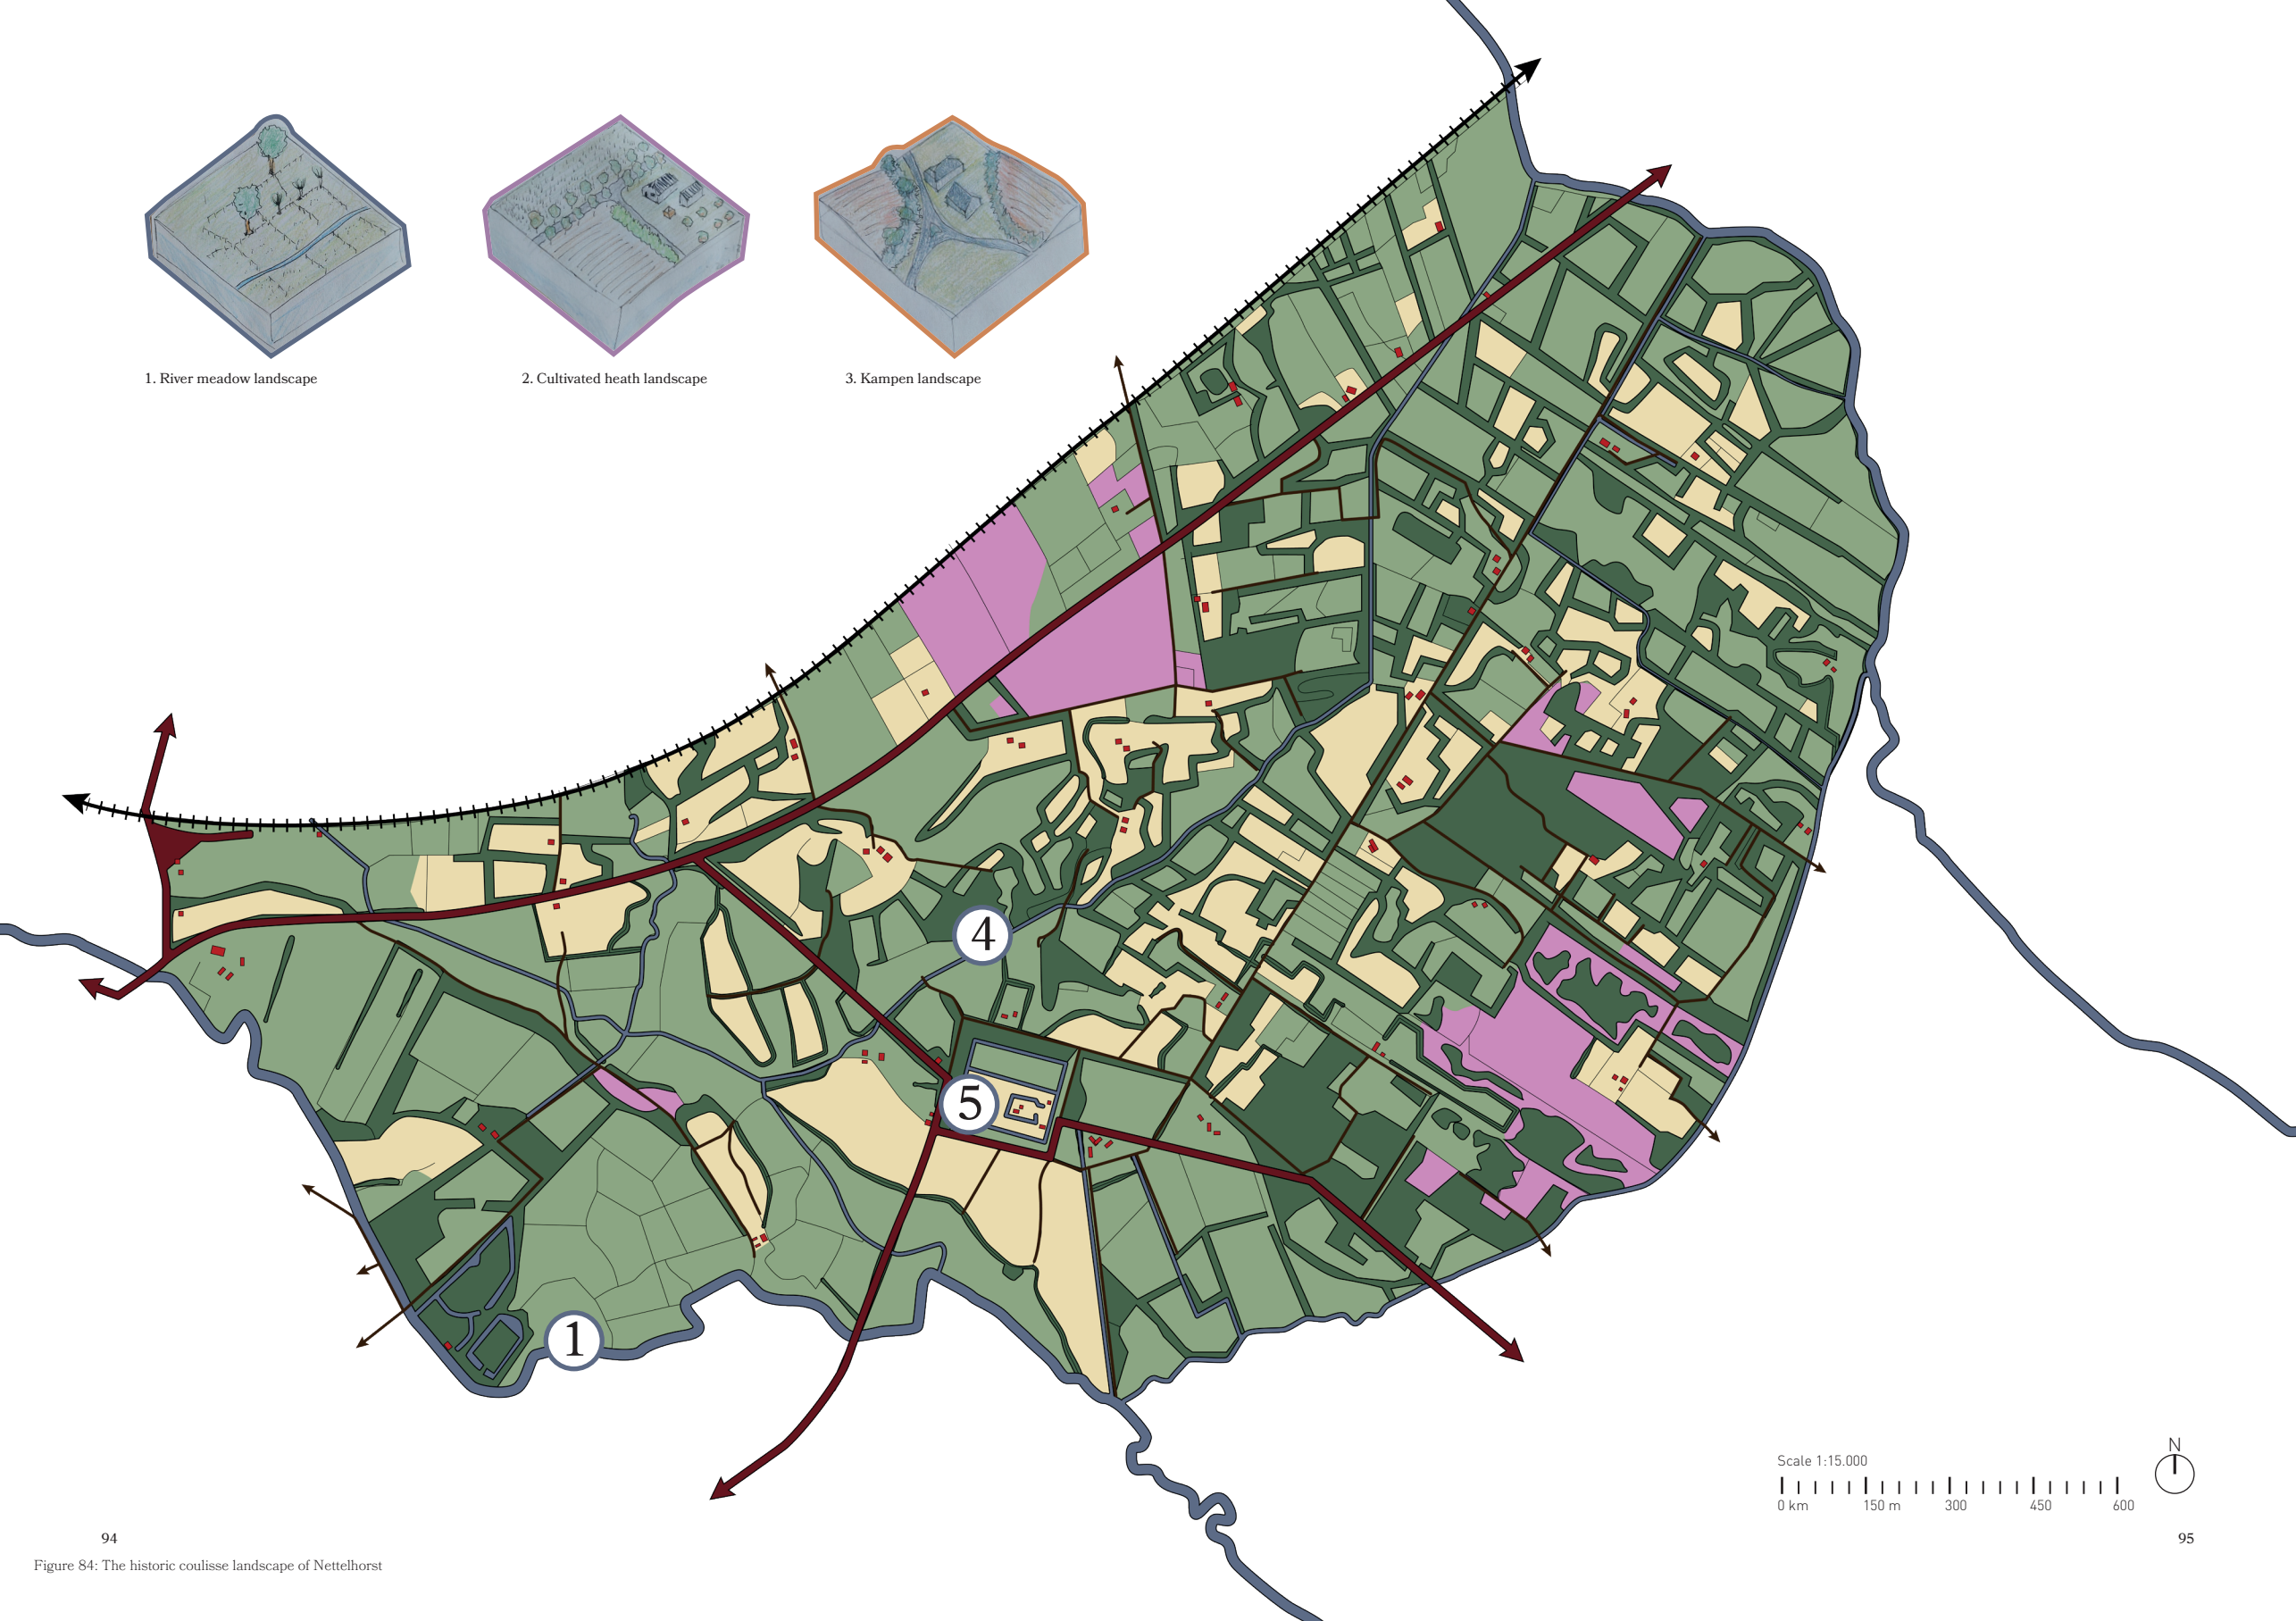 1. River meadow landscape
2. Cultivated heath landscape
3. Kampen landscape
4
5
1
Scale 1:15.000
N
0 km 150 m 300 450 600
94
95
Figure 84: The historic coulisse landscape of Nettelhorst